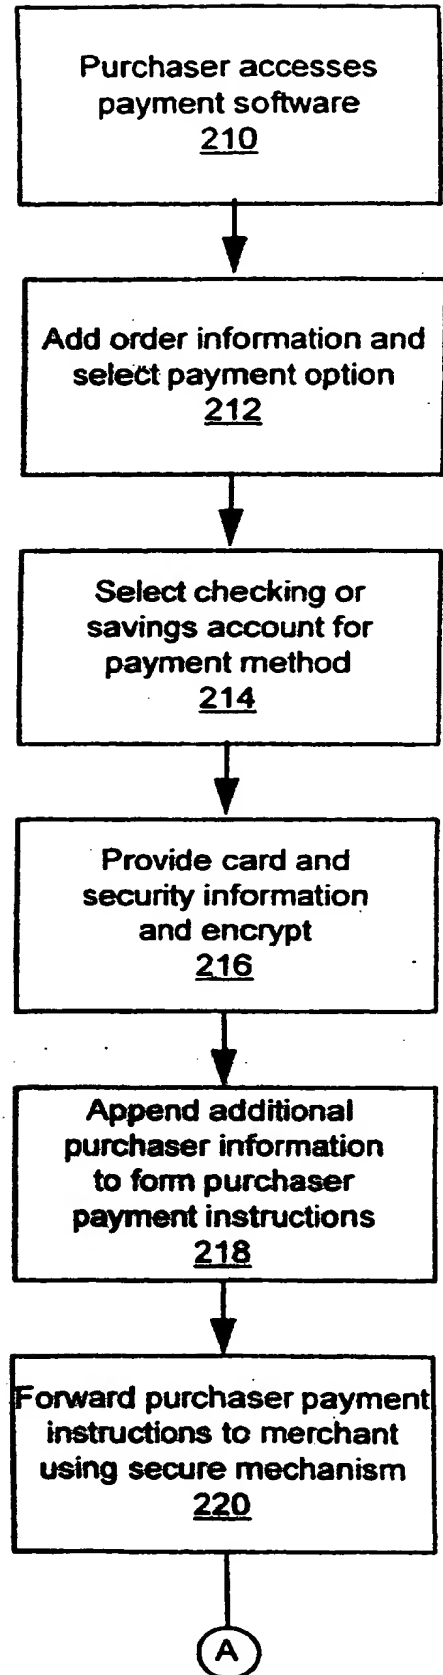 Purchaser accesses
payment software
210
Add order information and
select payment option
212
Select checking or
savings account for
payment method
214
Provide card and
security information
and encrypt
216
Append additional
purchaser information
to form purchaser
payment instructions
218
Forward purchaser payment
instructions to merchant
using secure mechanism
220
A